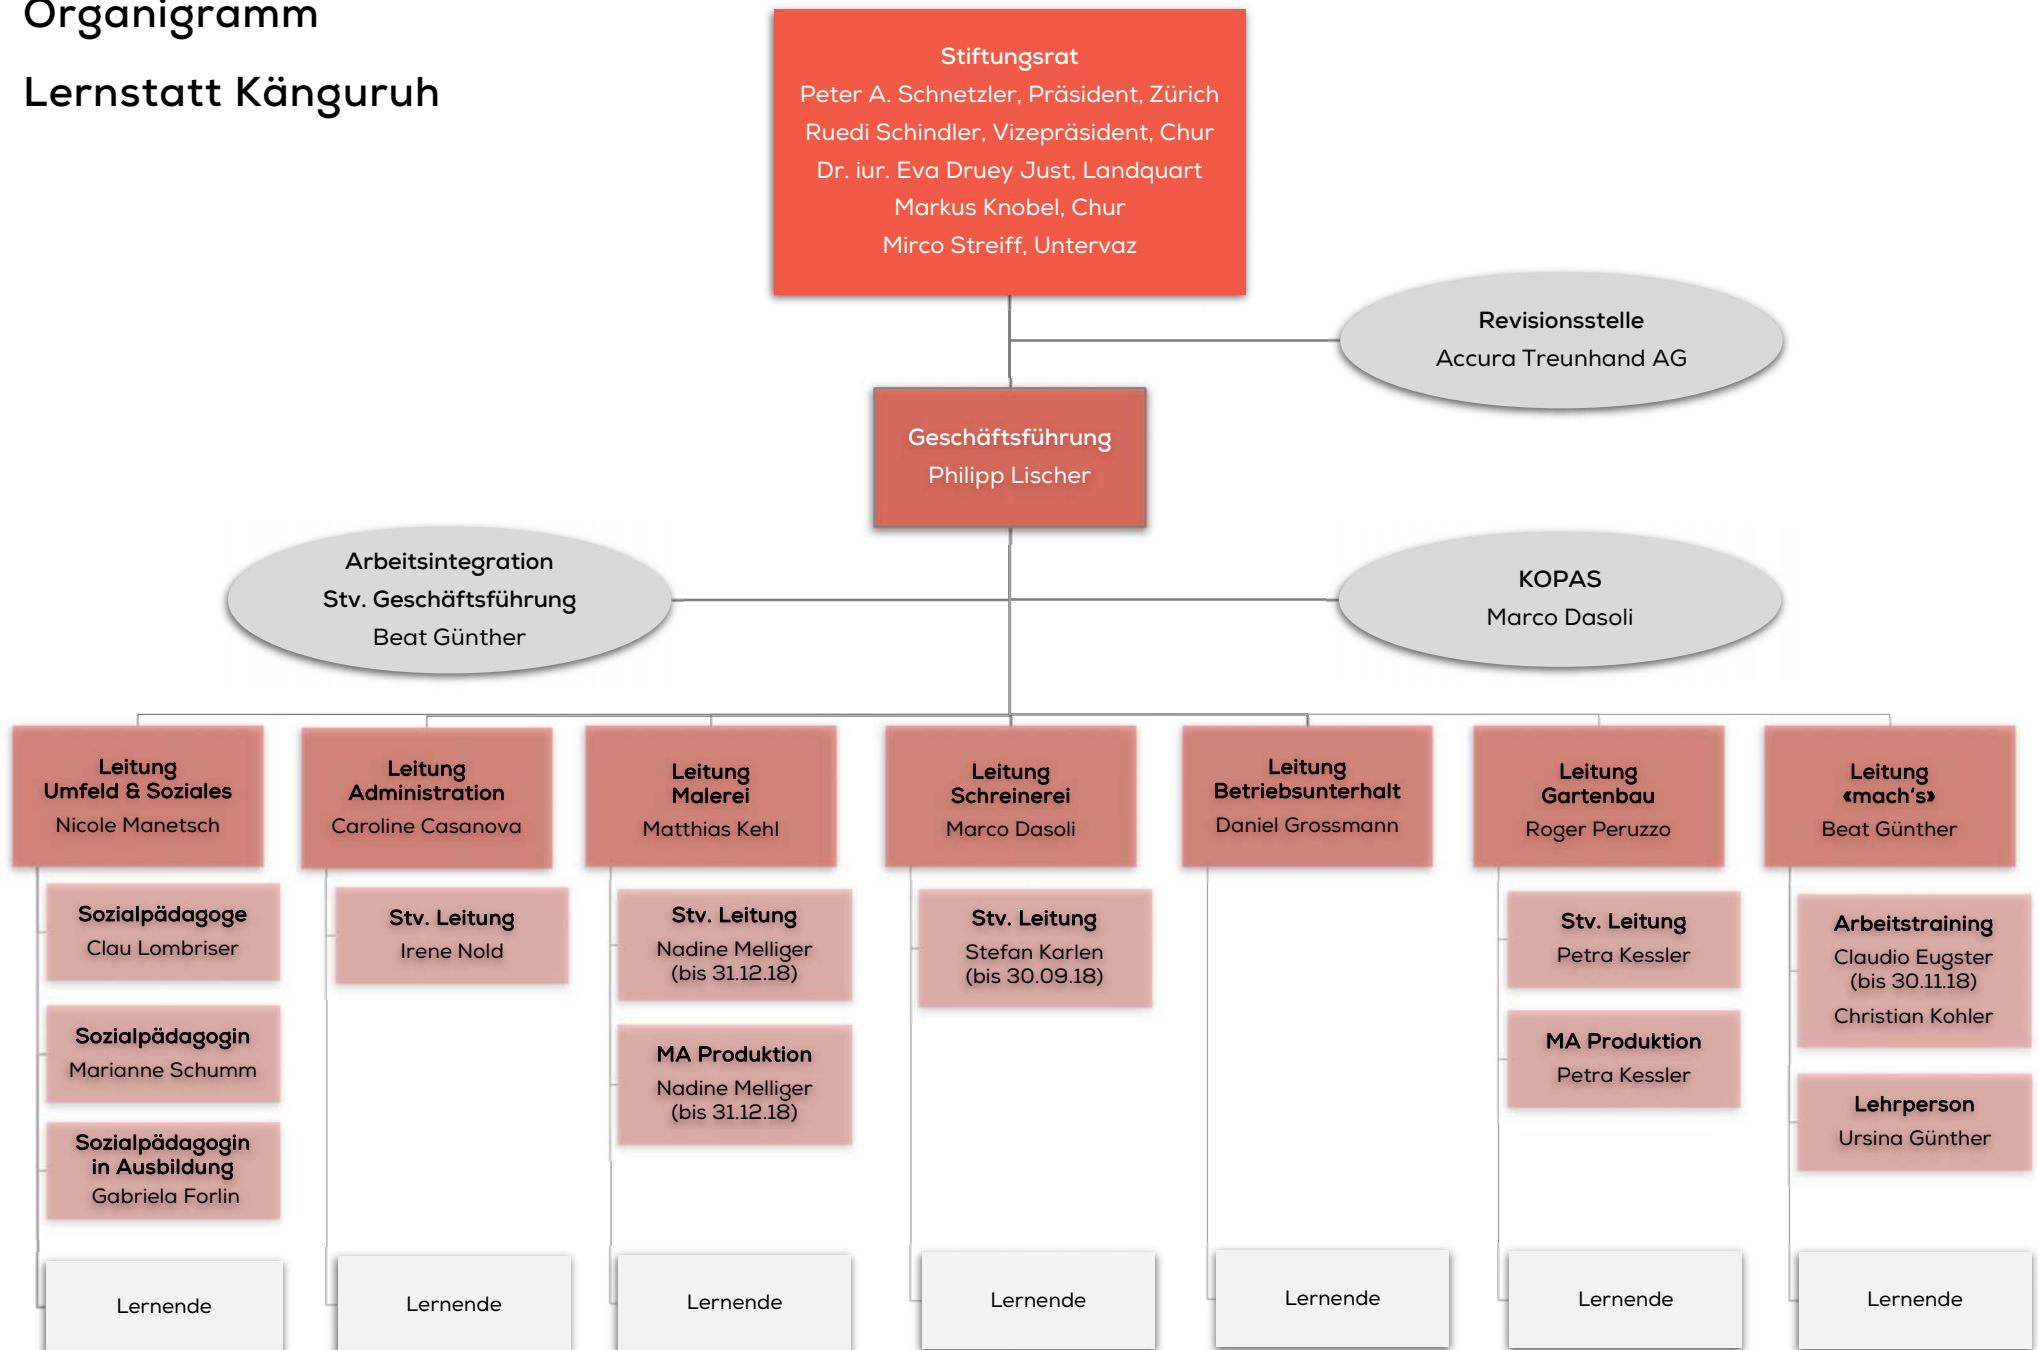 Organigramm
Lernstatt Känguruh
Stiftungsrat
Peter A. Schnetzler, Präsident, Zürich
Ruedi Schindler, Vizepräsident, Chur
Dr. iur. Eva Druey Just, Landquart
Markus Knobel, Chur
Mirco Streiff, Untervaz
Revisionsstelle
Accura Treunhand AG
Geschäftsführung
Philipp Lischer
Arbeitsintegration
Stv. Geschäftsführung
Beat Günther
KOPAS
Marco Dasoli
Leitung
Umfeld & Soziales
Nicole Manetsch
Sozialpädagoge
Clau Lombriser
Sozialpädagogin
Marianne Schumm
Sozialpädagogin
in Ausbildung
Gabriela Forlin
Lernende
Leitung
Administration
Caroline Casanova
Stv. Leitung
Irene Nold
Lernende
Leitung
Malerei
Matthias Kehl
Stv. Leitung
Nadine Melliger
(bis 31.12.18)
MA Produktion
Nadine Melliger
(bis 31.12.18)
Lernende
Leitung
Schreinerei
Marco Dasoli
Stv. Leitung
Stefan Karlen
(bis 30.09.18)
Lernende
Leitung
Betriebsunterhalt
Daniel Grossmann
Lernende
Leitung
Gartenbau
Roger Peruzzo
Stv. Leitung
Petra Kessler
MA Produktion
Petra Kessler
Lernende
Leitung
«mach's»
Beat Günther
Arbeitstraining
Claudio Eugster
(bis 30.11.18)
Christian Kohler
Lehrperson
Ursina Günther
Lernende